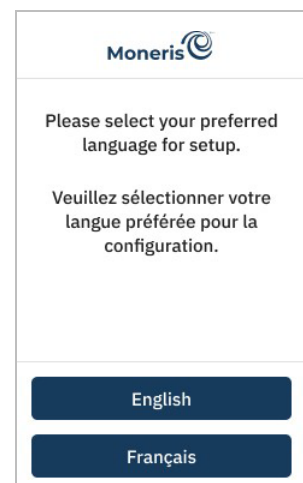 Moneris
Please select your preferred
language for setup.
Veuillez sélectionner votre
langue préférée pour la
configuration.
English
Français